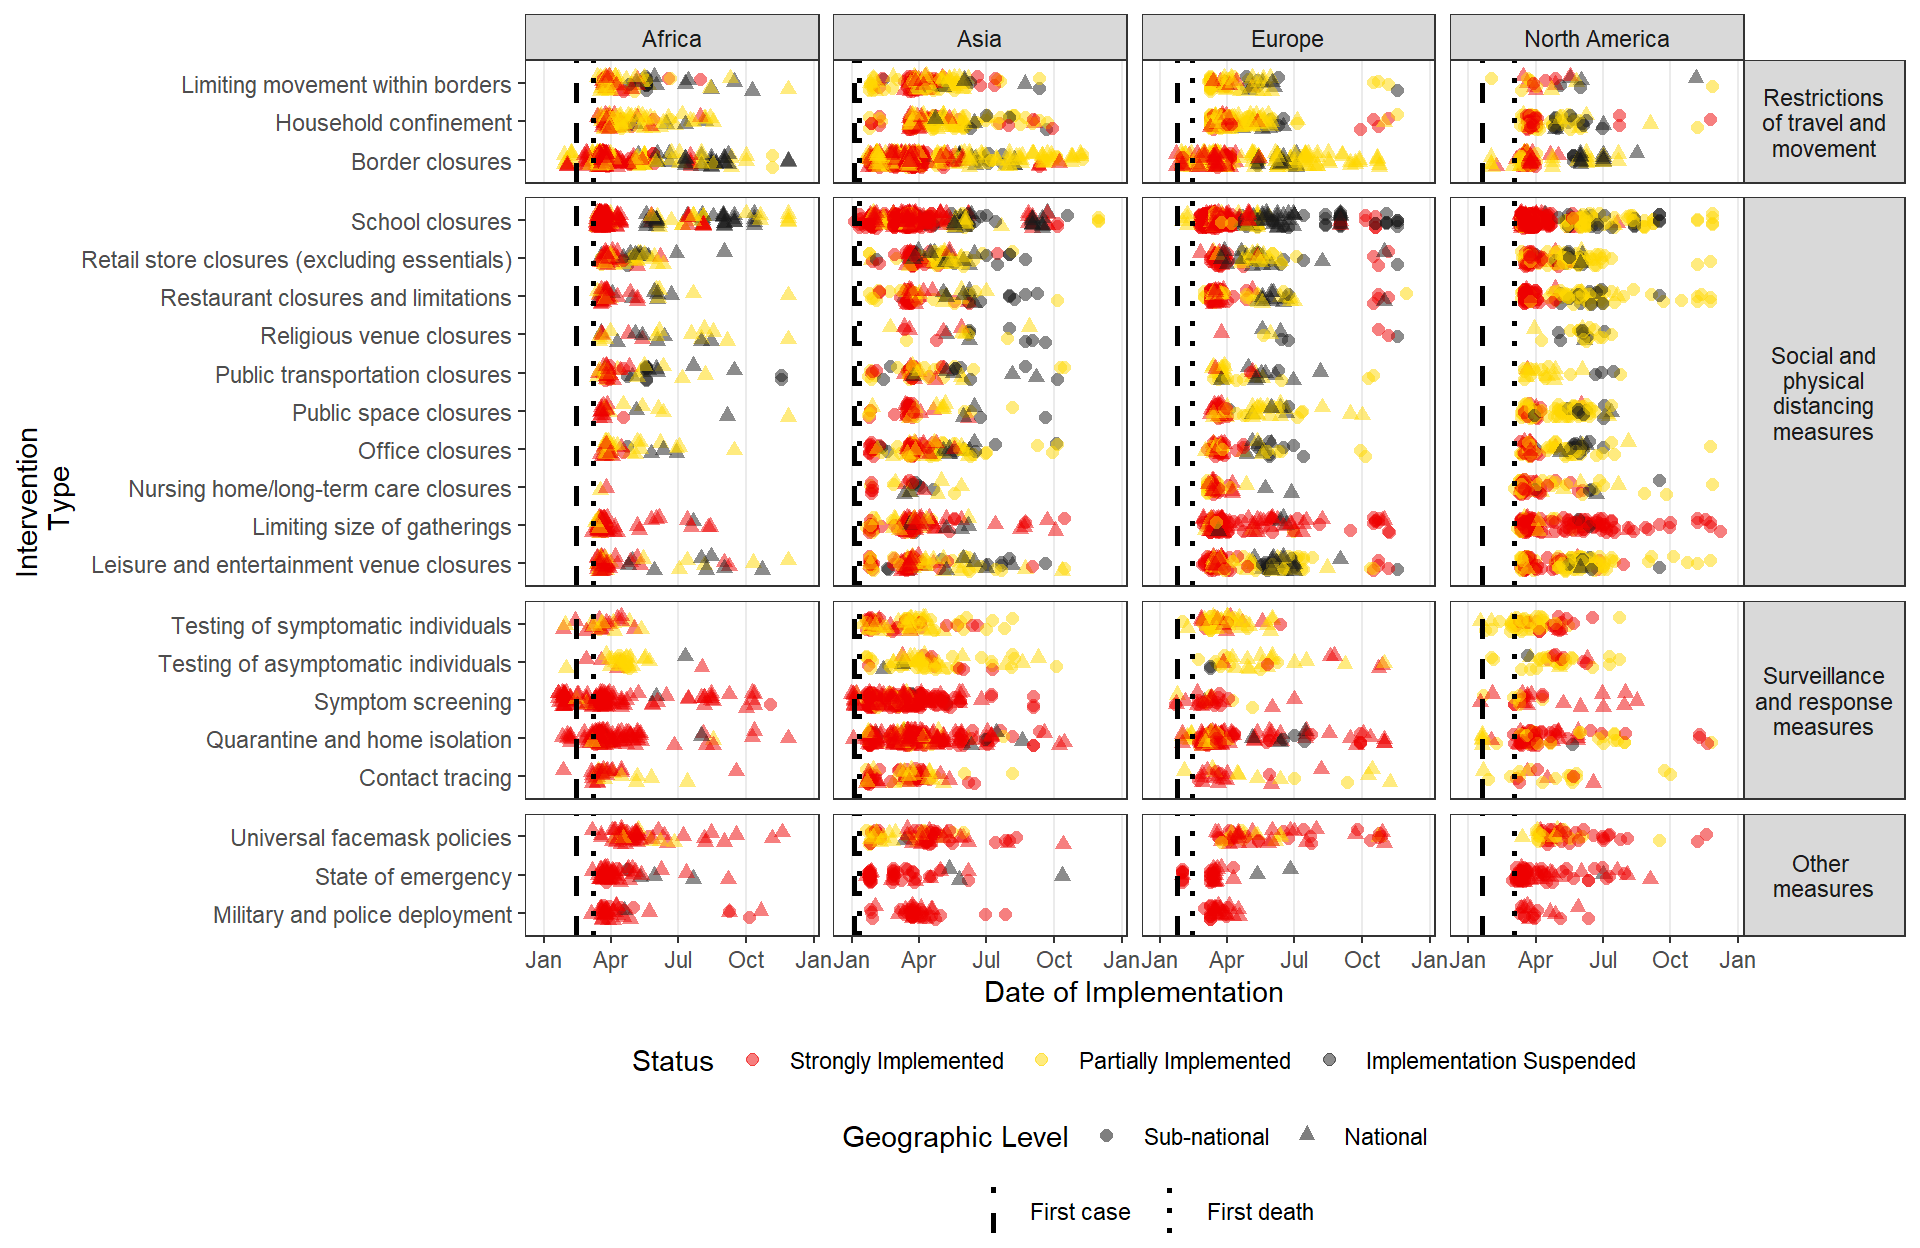 Africa
Asia
Europe
North America
Limiting movement within borders
Household confinement
Border closures
Restrictions
of travel and
movement
School closures
Retail store closures (excluding essentials)
Restaurant closures and limitations
Religious venue closures
Public transportation closures
Public space closures
Office closures
Nursing home/long-term care closures
Limiting size of gatherings
Leisure and entertainment venue closures
Social and
physical
distancing
measures
Testing of symptomatic individuals
Testing of asymptomatic individuals
Symptom screening
Quarantine and home isolation
Contact tracing
Surveillance
and response
measures
Universal facemask policies
State of emergency
Military and police deployment
Other
measures
Intervention
Type
Jan Apr Jul Oct Jan
Jan Apr Jul Oct Jan
Jan Apr Jul Oct Jan
Jan Apr Jul Oct Jan
Date of Implementation
Status Strongly Implemented Partially Implemented Implementation Suspended
Geographic Level Sub-national National
First case First death